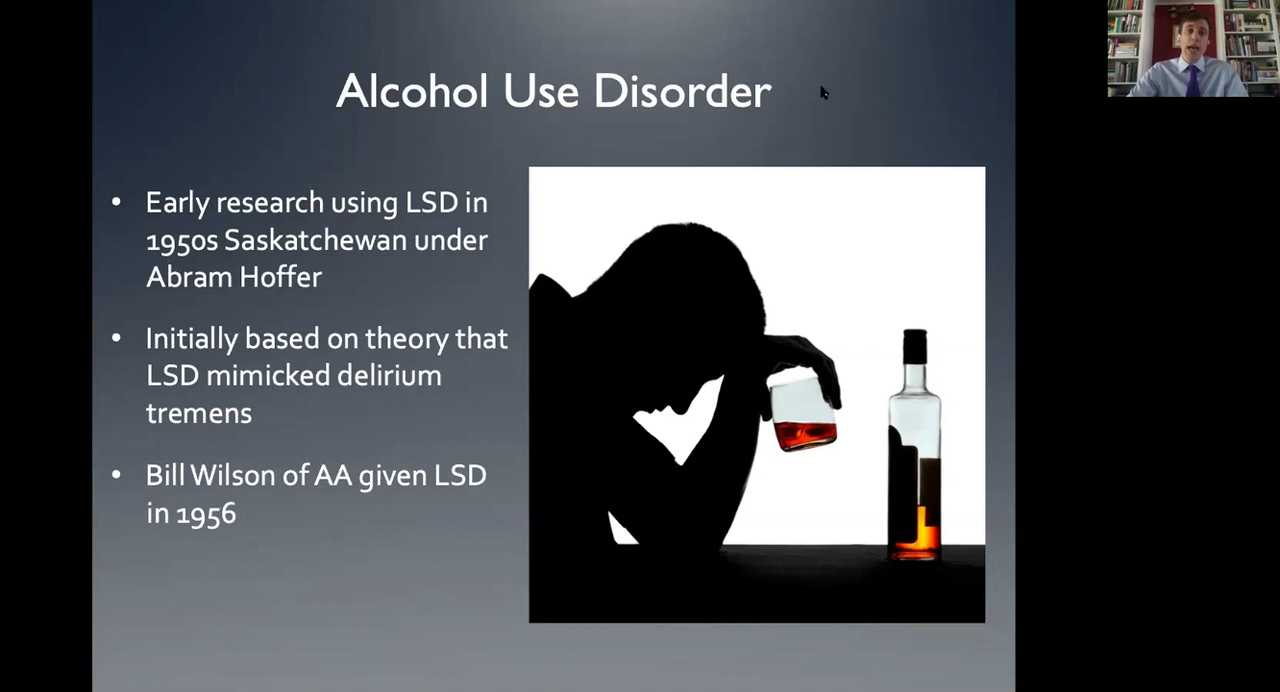 Alcohol Use Disorder
• Early research using LSD in
1950s Saskatchewan under
Abram Hoffer
• Initially based on theory that
LSD mimicked delirium
tremens
• Bill Wilson of AA given LSD
in 1956